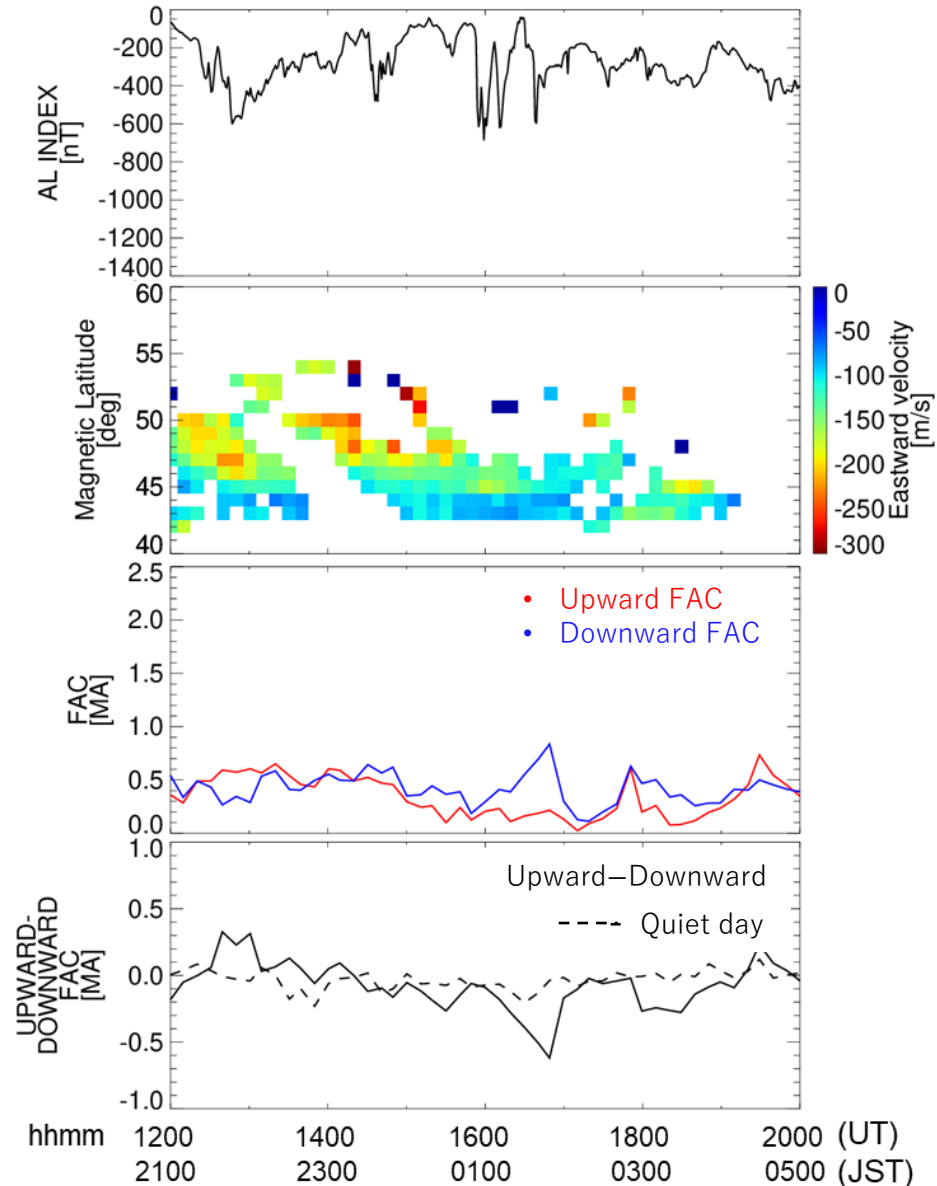 0
-200
-400
-600
-800
-1000
-1200
-1400
AL INDEX
[nT]
60
55
50
45
40
Magnetic Latitude
[deg]
0
-50
-100
-150
-200
-250
-300
Eastward velocity
[m/s]
2.5
2.0
1.5
1.0
0.5
0.0
FAC
[MA]
Upward FAC
Downward FAC
1.0
0.5
0.0
-0.5
-1.0
UPWARD-
DOWNWARD
FAC
[MA]
Upward–Downward
Quiet day
hhmm 1200 1400 1600 1800 2000 (UT)
2100 2300 0100 0300 0500 (JST)